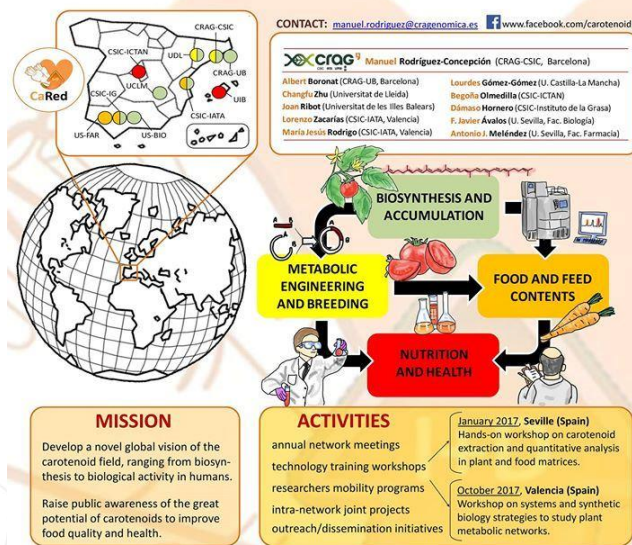 CONTACT: manuel.rodriguez@cragenomica.es f www.facebook.com/carotenoid
CaRed
CSIC-ICTAN
UDL
CRAG-CSIC
UCLM
CRAG-UB
CSIC-IG
UIB
CSIC-IATA
US-FAR
US-BIO
crag Manuel Rodríguez-Concepción (CRAG-CSIC, Barcelona)
Albert Boronat (CRAG-UB, Barcelona)
Changfu Zhu (Universitat de Lleida)
Joan Ribot (Universitat de les Illes Balears)
Lorenzo Zacarías (CSIC-IATA, Valencia)
María Jesús Rodrigo (CSIC-IATA, Valencia)
Lourdes Gómez-Gómez (U. Castilla-La Mancha)
Begoña Olmedilla (CSIC-ICTAN)
Dámaso Hornero (CSIC-Instituto de la Grasa)
F. Javier Ávalos (U. Sevilla, Fac. Biología)
Antonio J. Meléndez (U. Sevilla, Fac. Farmacia)
BIOSYNTHESIS AND
ACCUMULATION
METABOLIC
ENGINEERING
AND BREEDING
FOOD AND FEED
CONTENTS
NUTRITION
AND HEALTH
MISSION
Develop a novel global vision of the
carotenoid field, ranging from biosyn-
thesis to biological activity in humans.
Raise public awareness of the great
potential of carotenoids to improve
food quality and health.
ACTIVITIES
annual network meetings
technology training workshops
researchers mobility programs
intra-network joint projects
outreach/dissemination initiatives
January 2017, Seville (Spain)
Hands-on workshop on carotenoid
extraction and quantitative analysis
in plant and food matrices.
October 2017, Valencia (Spain)
Workshop on systems and synthetic
biology strategies to study plant
metabolic networks.